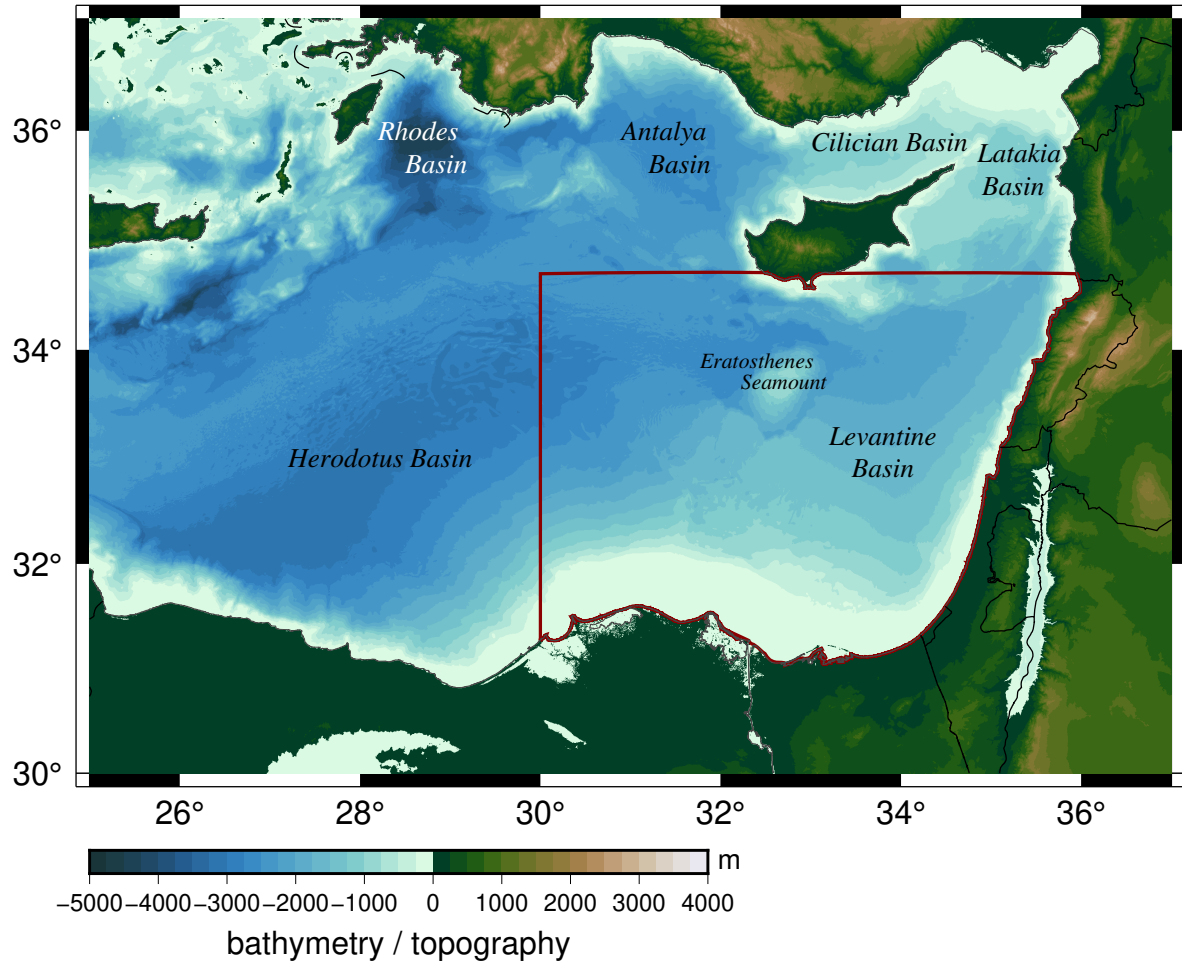 Rhodes
Basin
Antalya
Basin
Cilician Basin
Latakia
Basin
Eratosthenes
Seamount
Levantine
Basin
Herodotus Basin
36°
34°
32°
30°
26°
28°
30°
32°
34°
36°
m
−5000 −4000 −3000 −2000 −1000 0 1000 2000 3000 4000
bathymetry / topography